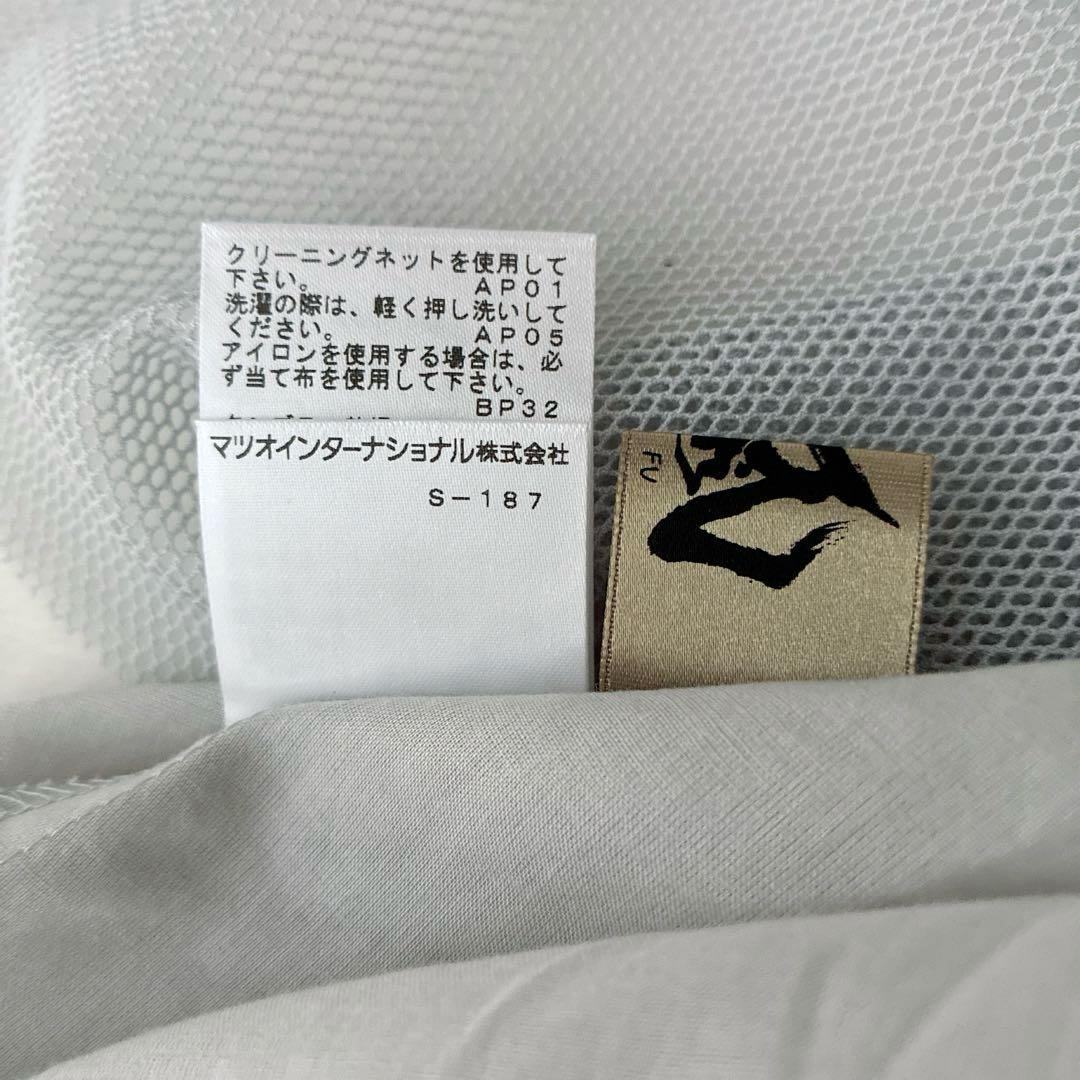 クリーニングネットを使用して
下さい。 AP01
洗濯の際は、軽く押し洗いして
ください。 AP05
アイロンを使用する場合は、必
ず当て布を使用して下さい。
BP32
マツオインターナショナル株式会社
S-187